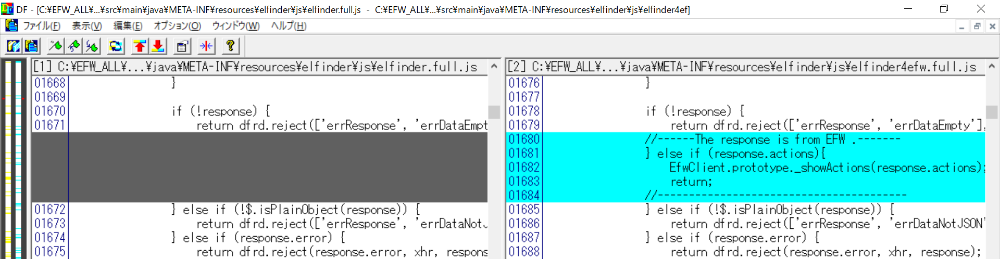 DF - [C:¥EFW_ALL¥...¥src¥main¥java¥META-INF¥resources¥elfinder¥js¥elfinder.full.js - C:¥EFW_ALL¥...¥src¥main¥java¥META-INF¥resources¥elfinder¥js¥elfinder4ef]
ファイル(F) 表示(V) 編集(E) オプション(O) ウィンドウ(W) ヘルプ(H)
[1] C:¥EFW_ALL¥...¥java¥META-INF¥resources¥elfinder¥js¥elfinder.full.js
01668 }
01669
01670 if (!response) {
01671 return dfrd.reject(['errResponse', 'errDataEmpt
01672 } else if (!$.isPlainObject(response)) {
01673 return dfrd.reject(['errResponse', 'errDataNotJ
01674 } else if (response.error) {
01675 return dfrd.reject(response.error, xhr, respons
[2] C:¥EFW_ALL¥...¥java¥META-INF¥resources¥elfinder¥js¥elfinder4efw.full.js
01676 }
01677
01678 if (!response) {
01679 return dfrd.reject(['errResponse', 'errDataEmpty'],
01680 //------The response is from EFW .-------
01681 } else if (response.actions){
01682 EfwClient.prototype._showActions(response.actions);
01683 return;
01684 //----------------------------------------
01685 } else if (!$.isPlainObject(response)) {
01686 return dfrd.reject(['errResponse', 'errDataNotJSON'
01687 } else if (response.error) {
01688 return dfrd.reject(response.error, xhr, response);